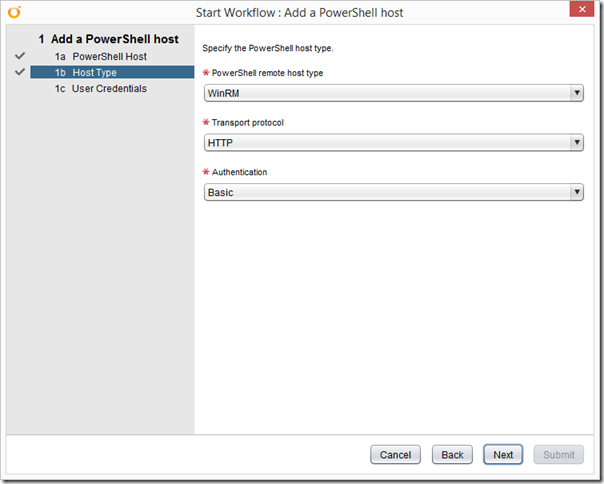 Start Workflow : Add a PowerShell host
1 Add a PowerShell host
1a PowerShell Host
1b Host Type
1c User Credentials
Specify the PowerShell host type.
* PowerShell remote host type
WinRM
* Transport protocol
HTTP
* Authentication
Basic
Cancel Back Next Submit